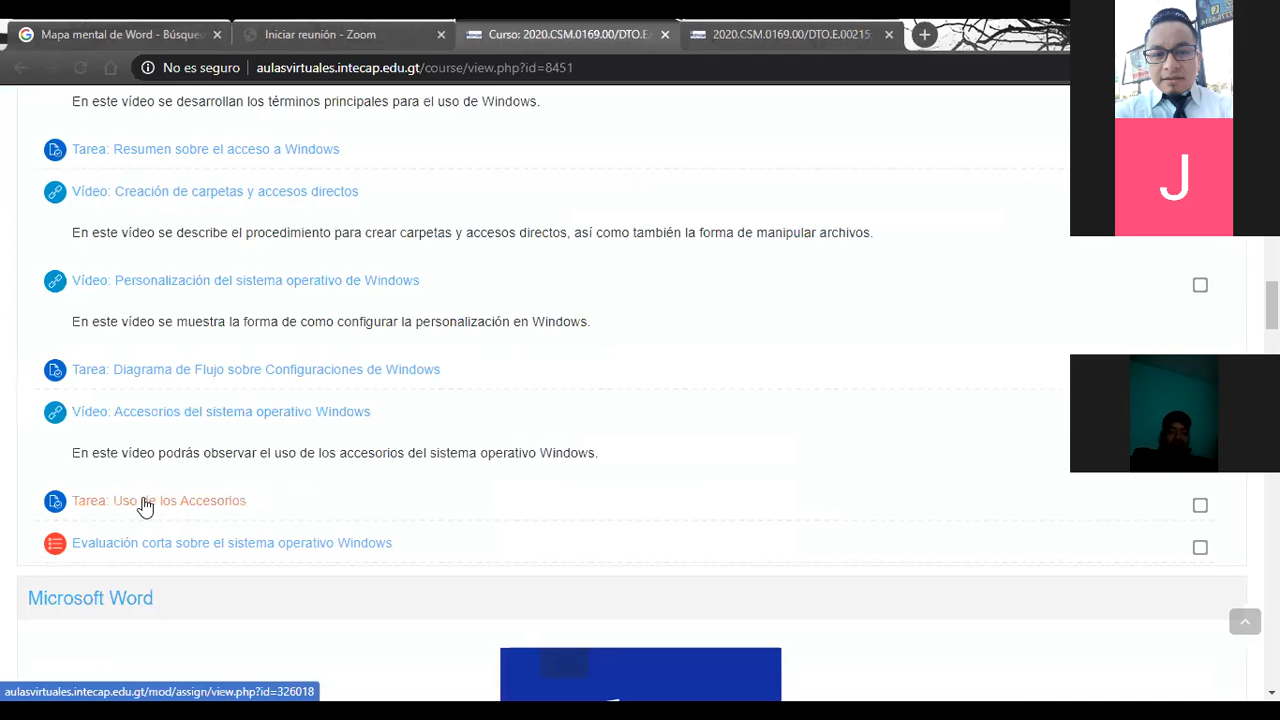 Mapa mental de Word - Búsque
Iniciar reunión - Zoom
Curso: 2020.CSM.0169.00/DTO.E
2020.CSM.0169.00/DTO.E.00215
No es seguro
aulasvirtuales.intecap.edu.gt/course/view.php?id=8451
En este vídeo se desarrollan los términos principales para el uso de Windows.
Tarea: Resumen sobre el acceso a Windows
Vídeo: Creación de carpetas y accesos directos
En este vídeo se describe el procedimiento para crear carpetas y accesos directos, así como también la forma de manipular archivos.
Vídeo: Personalización del sistema operativo de Windows
En este vídeo se muestra la forma de como configurar la personalización en Windows.
Tarea: Diagrama de Flujo sobre Configuraciones de Windows
Vídeo: Accesorios del sistema operativo Windows
En este vídeo podrás observar el uso de los accesorios del sistema operativo Windows.
Tarea: Uso de los Accesorios
Evaluación corta sobre el sistema operativo Windows
Microsoft Word
aulasvirtuales.intecap.edu.gt/mod/assign/view.php?id=326018
J